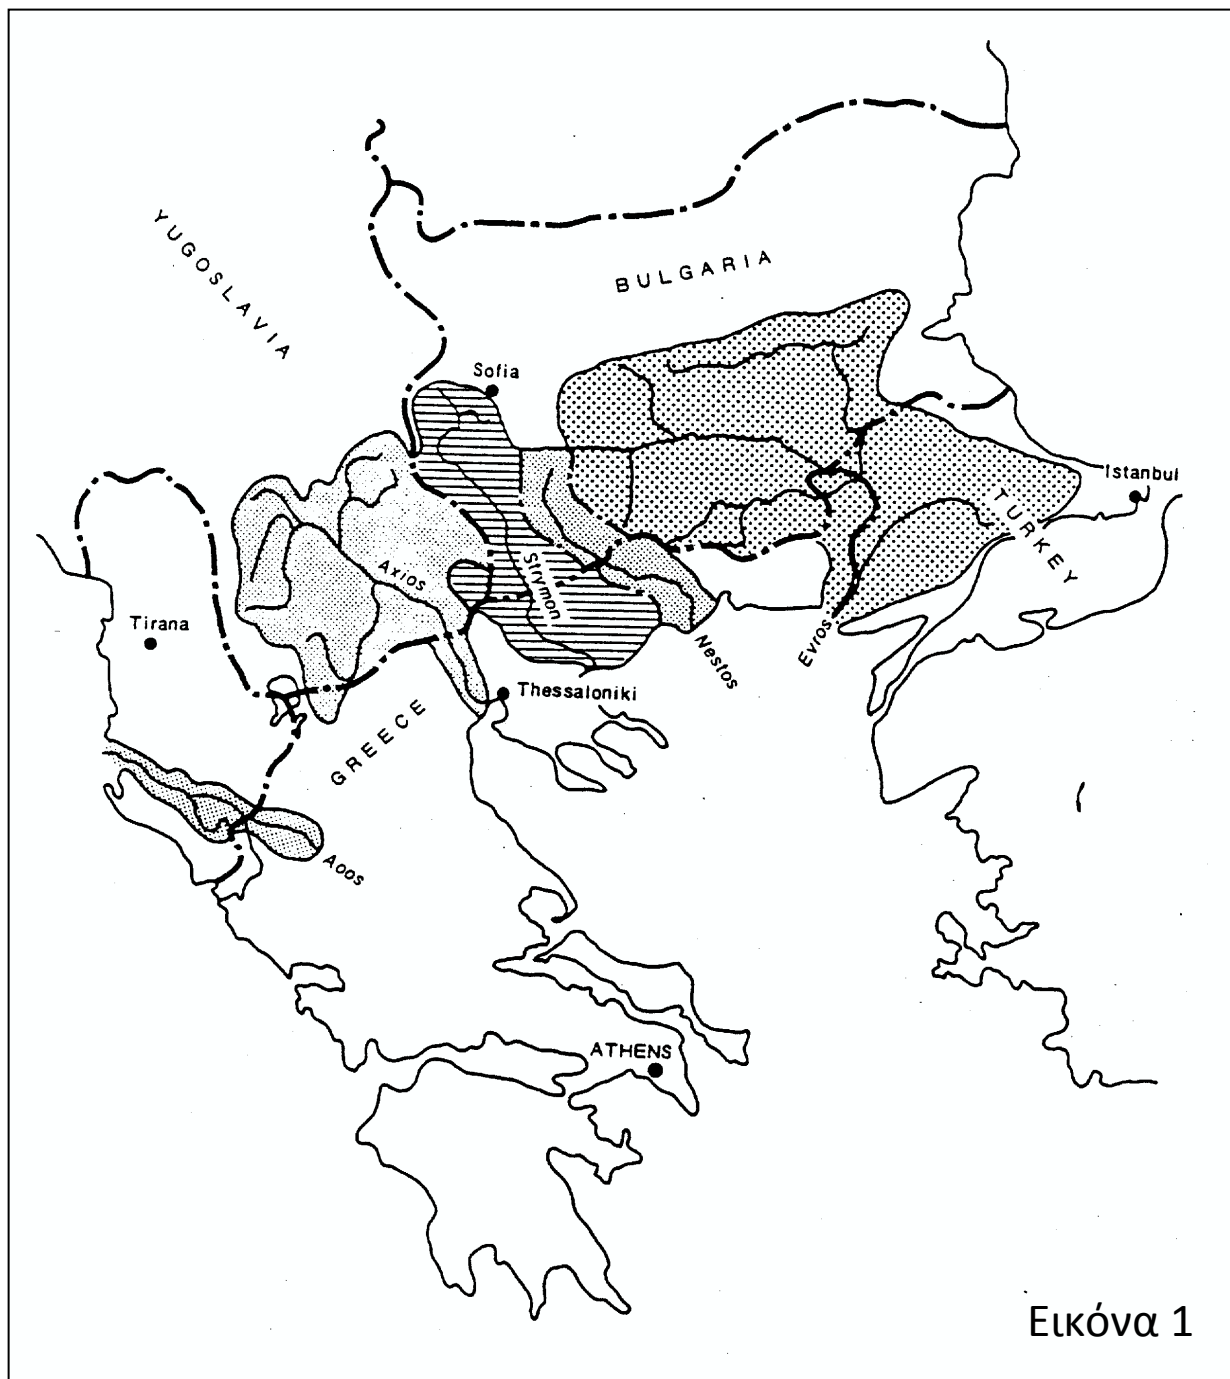 YUGOSLAVIA
BULGARIA
Sofia
Istanbul
TURKEY
Axios
Strymon
Tirana
Nestos
Evros
Thessaloniki
GREECE
Aoos
ATHENS
Εικόνα 1